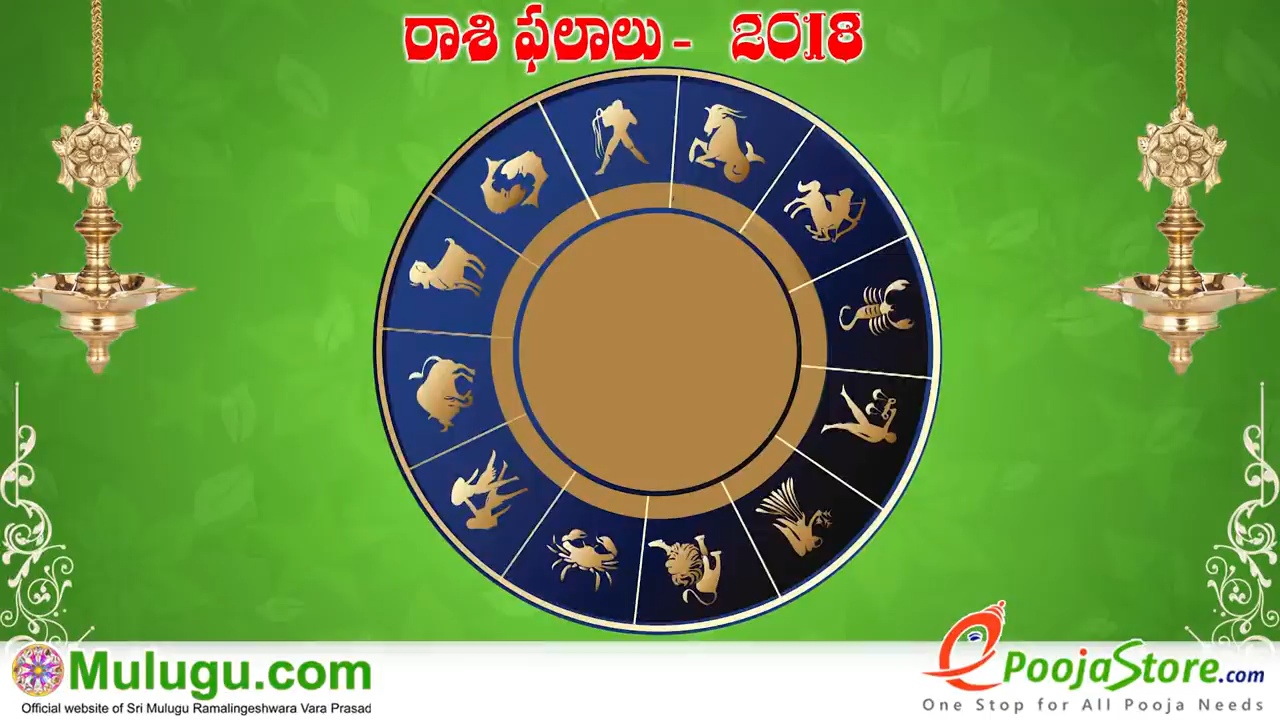 రాశి ఫలాలు - 2018
Mulugu.com
Official website of Sri Mulugu Ramalingeshwara Vara Prasad
ePoojaStore.com
One Stop for All Pooja Needs